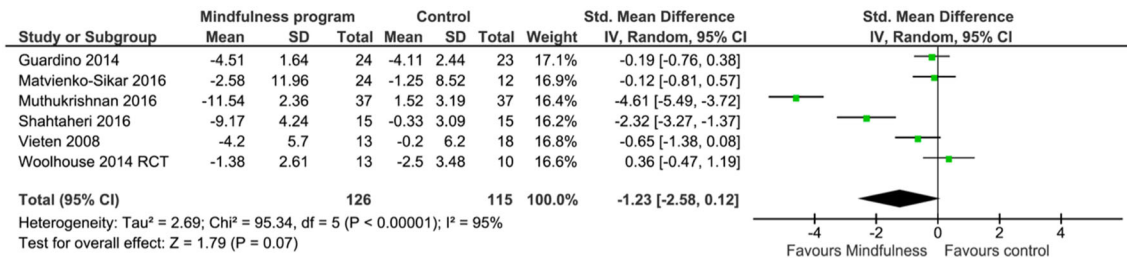 Mindfulness program Control Std. Mean Difference Std. Mean Difference
Study or Subgroup Mean SD Total Mean SD Total Weight IV, Random, 95% CI IV, Random, 95% CI
Guardino 2014 -4.51 1.64 24 -4.11 2.44 23 17.1% -0.19 [-0.76, 0.38]
Matvienko-Sikar 2016 -2.58 11.96 24 -1.25 8.52 12 16.9% -0.12 [-0.81, 0.57]
Muthukrishnan 2016 -11.54 2.36 37 1.52 3.19 37 16.4% -4.61 [-5.49, -3.72]
Shahtaheri 2016 -9.17 4.24 15 -0.33 3.09 15 16.2% -2.32 [-3.27, -1.37]
Vieten 2008 -4.2 5.7 13 -0.2 6.2 18 16.8% -0.65 [-1.38, 0.08]
Woolhouse 2014 RCT -1.38 2.61 13 -2.5 3.48 10 16.6% 0.36 [-0.47, 1.19]
Total (95% CI) 126 115 100.0% -1.23 [-2.58, 0.12]
Heterogeneity: Tau² = 2.69; Chi² = 95.34, df = 5 (P < 0.00001); I² = 95%
Test for overall effect: Z = 1.79 (P = 0.07)
-4 -2 0 2 4
Favours Mindfulness Favours control